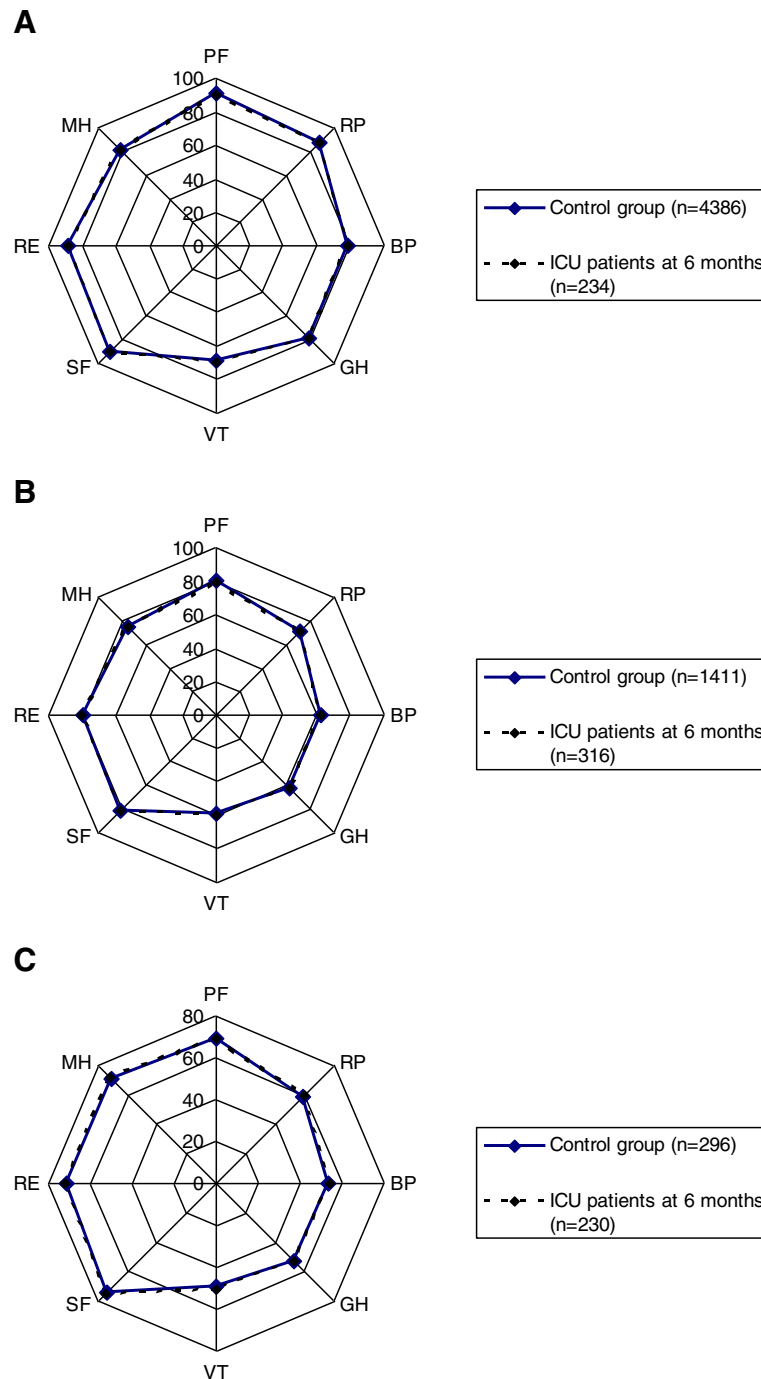 A
PF
100
MH
80
RP
60
40
20
RE
0
BP
SF
GH
VT
Control group (n=4386)
ICU patients at 6 months
(n=234)
B
PF
100
MH
80
RP
60
40
20
RE
0
BP
SF
GH
VT
Control group (n=1411)
ICU patients at 6 months
(n=316)
C
PF
80
MH
60
RP
40
20
RE
0
BP
SF
GH
VT
Control group (n=296)
ICU patients at 6 months
(n=230)